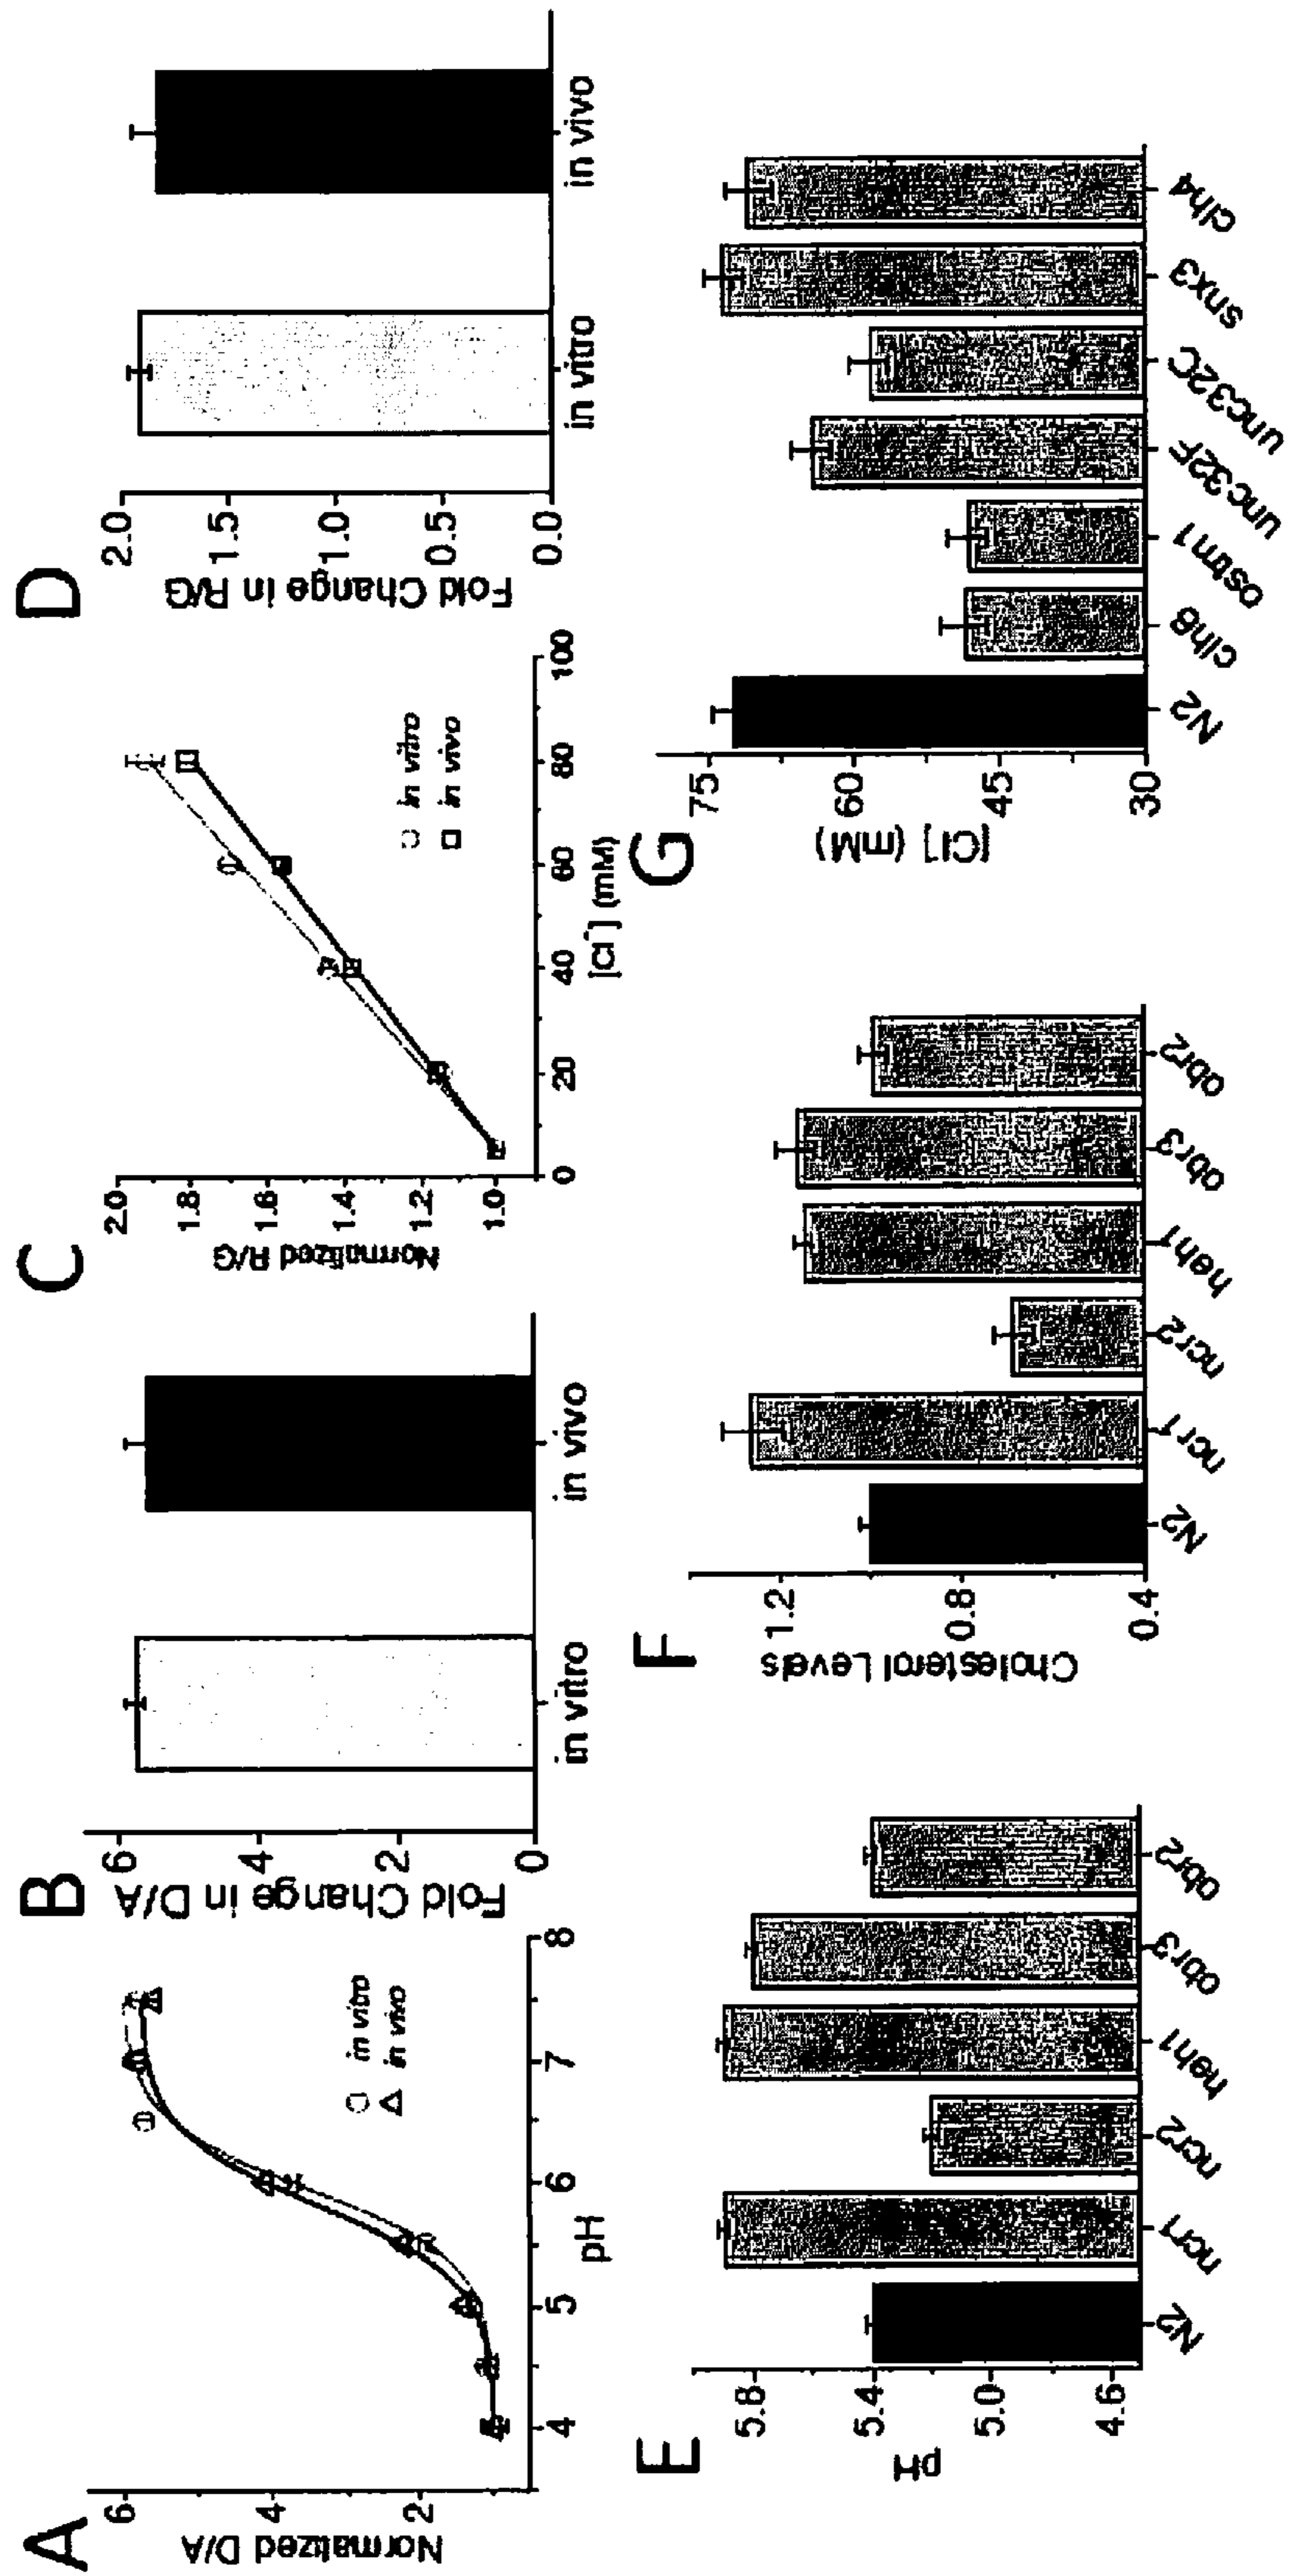 A
Normalized D/A
6
4
2
4
5
6
7
8
pH
in vitro
in vivo
B
Fold Change in D/A
6
4
2
0
in vitro
in vivo
C
Normalized R/G
2.0
1.8
1.6
1.4
1.2
1.0
0
20
40
60
80
100
[Cl⁻] (mM)
in vitro
in vivo
D
Fold Change in R/G
2.0
1.5
1.0
0.5
0.0
in vitro
in vivo
E
pH
5.8
5.4
5.0
4.6
N2
ncr1
ncr2
heh1
obr3
obr2
F
Cholesterol Levels
1.2
0.8
0.4
N2
ncr1
ncr2
heh1
obr3
obr2
G
[Cl⁻] (mM)
75
60
45
30
N2
clh6
ostm1
unc32F
unc32C
snx3
clh4